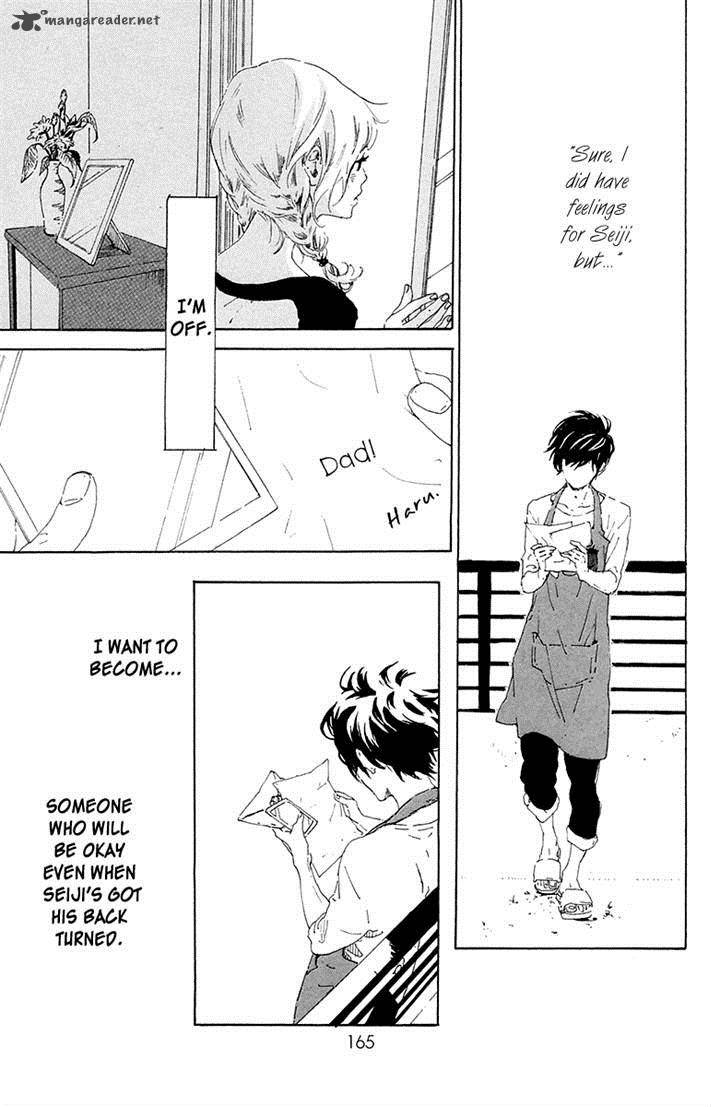 mangareader.net
"Sure, I
did have
feelings
for Seiji,
but..."
I'M
OFF.
Dad!
Haru.
I WANT TO
BECOME...
SOMEONE
WHO WILL
BE OKAY
EVEN WHEN
SEIJI'S GOT
HIS BACK
TURNED.
165